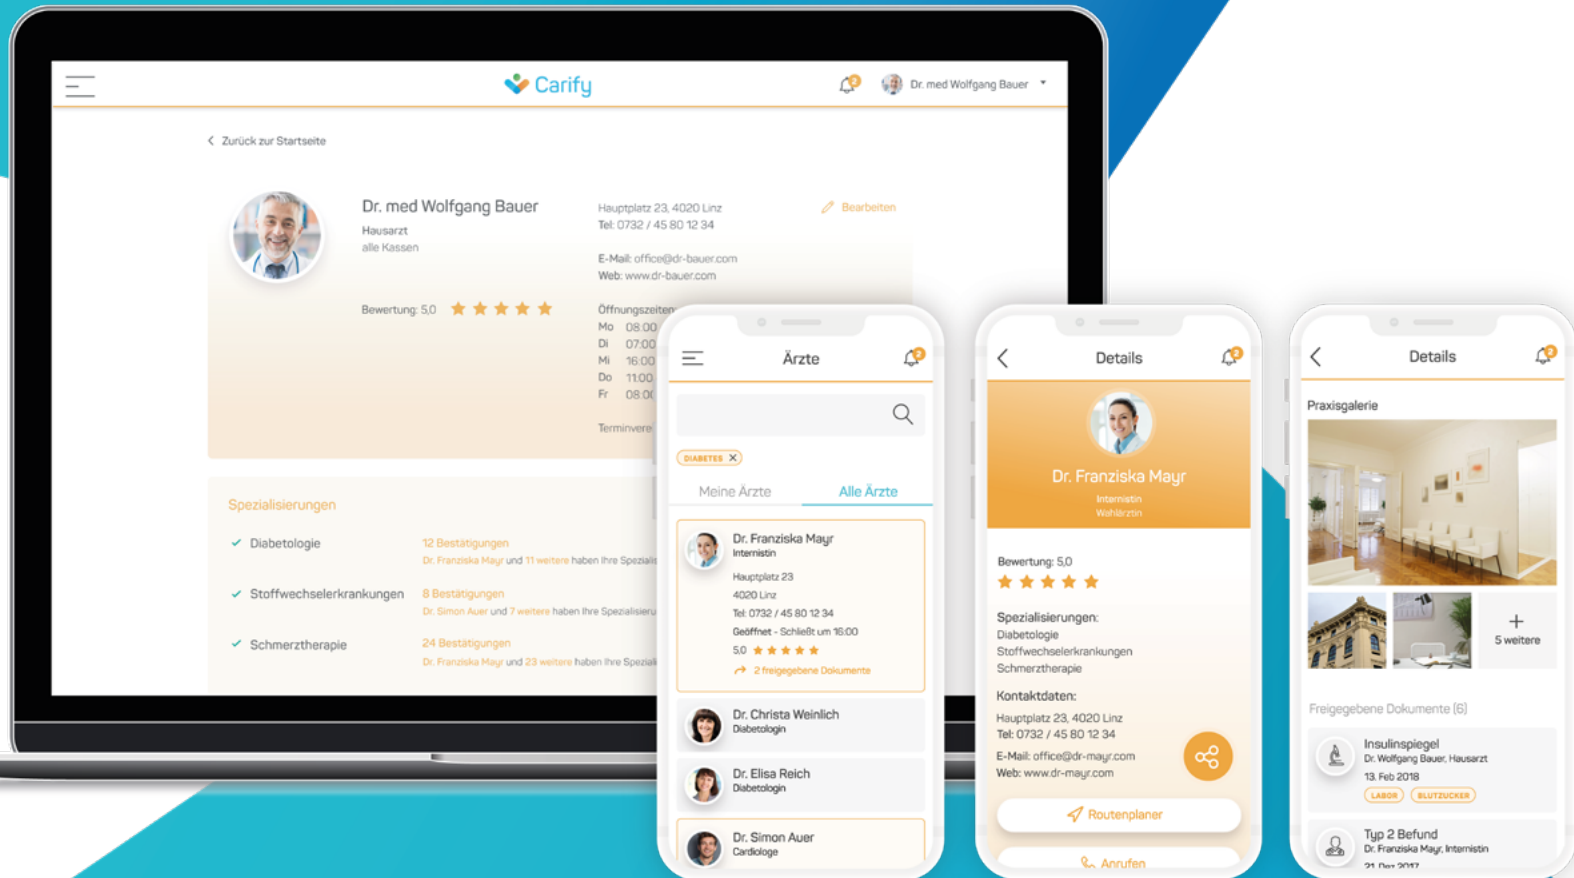 Carify
2
Dr. med Wolfgang Bauer
Zurück zur Startseite
Dr. med Wolfgang Bauer
Hausarzt
alle Kassen
Bewertung: 5,0
Hauptplatz 23, 4020 Linz
Tel: 0732 / 45 80 12 34
E-Mail: office@dr-bauer.com
Web: www.dr-bauer.com
Öffnungszeiten
Mo 08:00
Di 07:00
Mi 16:00
Do 11:00
Fr 08:0
Bearbeiten
Spezialisierungen
Diabetologie
12 Bestätigungen
Dr. Franziska Mayr und 11 weitere haben Ihre Spezialis
Stoffwechselerkrankungen
8 Bestätigungen
Dr. Simon Auer und 7 weitere haben Ihre Spezialisieru
Schmerztherapie
24 Bestätigungen
Dr. Franziska Mayr und 23 weitere haben Ihre Speziali
Ärzte
2
DIABETES X
Meine Ärzte
Alle Ärzte
Dr. Franziska Mayr
Internistin
Hauptplatz 23
4020 Linz
Tel: 0732 / 45 80 12 34
Geöffnet - Schließt um 16:00
5,0
2 freigegebene Dokumente
Dr. Christa Weinlich
Diabetologin
Dr. Elisa Reich
Diabetologin
Dr. Simon Auer
Cardiologe
Details
2
Dr. Franziska Mayr
Internistin
Wahlärztin
Bewertung: 5,0
Spezialisierungen:
Diabetologie
Stoffwechselerkrankungen
Schmerztherapie
Kontaktdaten:
Hauptplatz 23, 4020 Linz
Tel: 0732 / 45 80 12 34
E-Mail: office@dr-mayr.com
Web: www.dr-mayr.com
Routenplaner
Anrufen
Details
2
Praxisgalerie
+
5 weitere
Freigegebene Dokumente (6)
Insulinspiegel
Dr. Wolfgang Bauer, Hausarzt
13. Feb 2018
LABOR BLUTZUCKER
Typ 2 Befund
Dr. Franziska Mayr, Internistin
21. Dez 2017